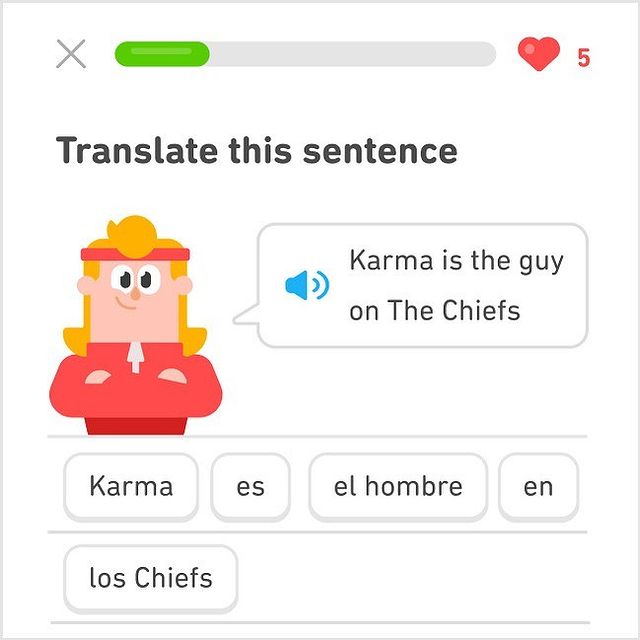 5
Translate this sentence
Karma is the guy
on The Chiefs
Karma es el hombre en
los Chiefs